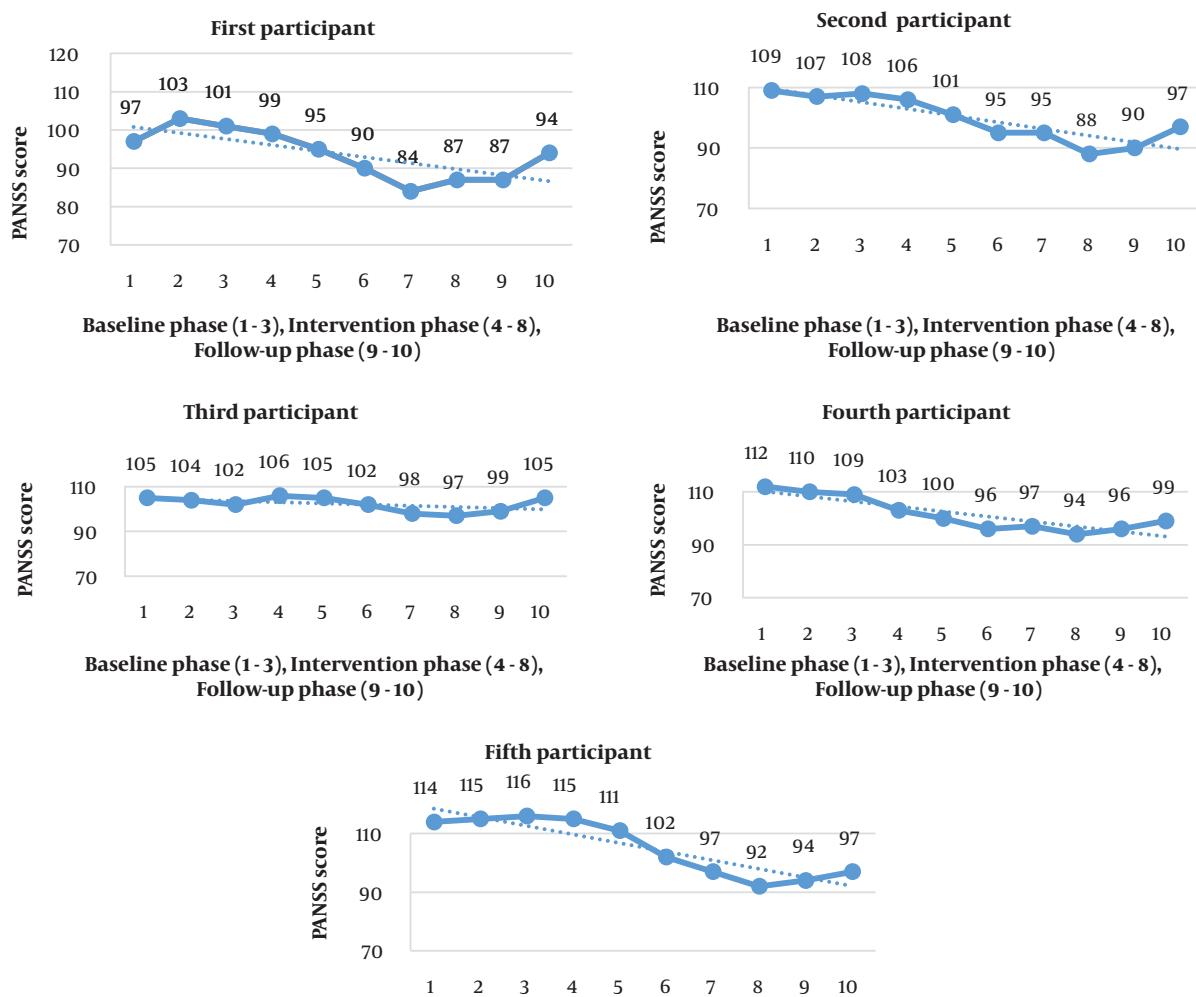 First participant
PANSS score
120
110
100
90
80
70
97
103
101
99
95
90
84
87
87
94
1 2 3 4 5 6 7 8 9 10
Baseline phase (1 - 3), Intervention phase (4 - 8),
Follow-up phase (9 - 10)
Second participant
PANSS score
110
90
70
109
107
108
106
101
95
95
88
90
97
1 2 3 4 5 6 7 8 9 10
Baseline phase (1 - 3), Intervention phase (4 - 8),
Follow-up phase (9 - 10)
Third participant
PANSS score
110
90
70
105
104
102
106
105
102
98
97
99
105
1 2 3 4 5 6 7 8 9 10
Baseline phase (1 - 3), Intervention phase (4 - 8),
Follow-up phase (9 - 10)
Fourth participant
PANSS score
110
90
70
112
110
109
103
100
96
97
94
96
99
1 2 3 4 5 6 7 8 9 10
Baseline phase (1 - 3), Intervention phase (4 - 8),
Follow-up phase (9 - 10)
Fifth participant
PANSS score
110
90
70
114
115
116
115
111
102
97
92
94
97
1 2 3 4 5 6 7 8 9 10